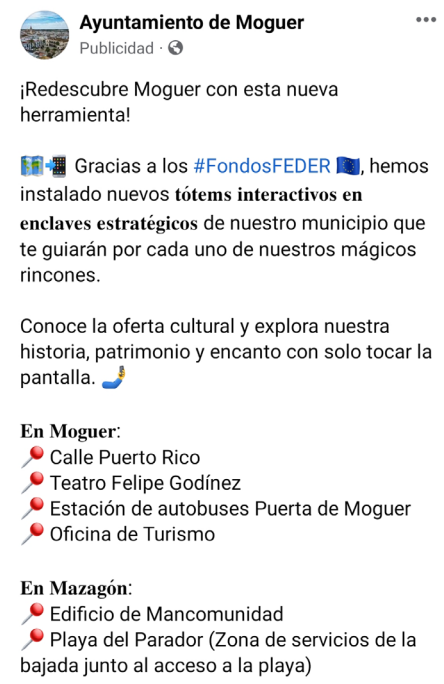 Ayuntamiento de Moguer
Publicidad ·
¡Redescubre Moguer con esta nueva
herramienta!
🗺️📲 Gracias a los #FondosFEDER 🇪🇺, hemos
instalado nuevos 𝐭ó𝐭𝐞𝐦𝐬 𝐢𝐧𝐭𝐞𝐫𝐚𝐜𝐭𝐢𝐯𝐨𝐬 𝐞𝐧
𝐞𝐧𝐜𝐥𝐚𝐯𝐞𝐬 𝐞𝐬𝐭𝐫𝐚𝐭é𝐠𝐢𝐜𝐨𝐬 de nuestro municipio que
te guiarán por cada uno de nuestros mágicos
rincones.
Conoce la oferta cultural y explora nuestra
historia, patrimonio y encanto con solo tocar la
pantalla. 🤳
𝐄𝐧 𝐌𝐨𝐠𝐮𝐞𝐫:
📍 Calle Puerto Rico
📍 Teatro Felipe Godínez
📍 Estación de autobuses Puerta de Moguer
📍 Oficina de Turismo
𝐄𝐧 𝐌𝐚𝐳𝐚𝐠ó𝐧:
📍 Edificio de Mancomunidad
📍 Playa del Parador (Zona de servicios de la
bajada junto al acceso a la playa)